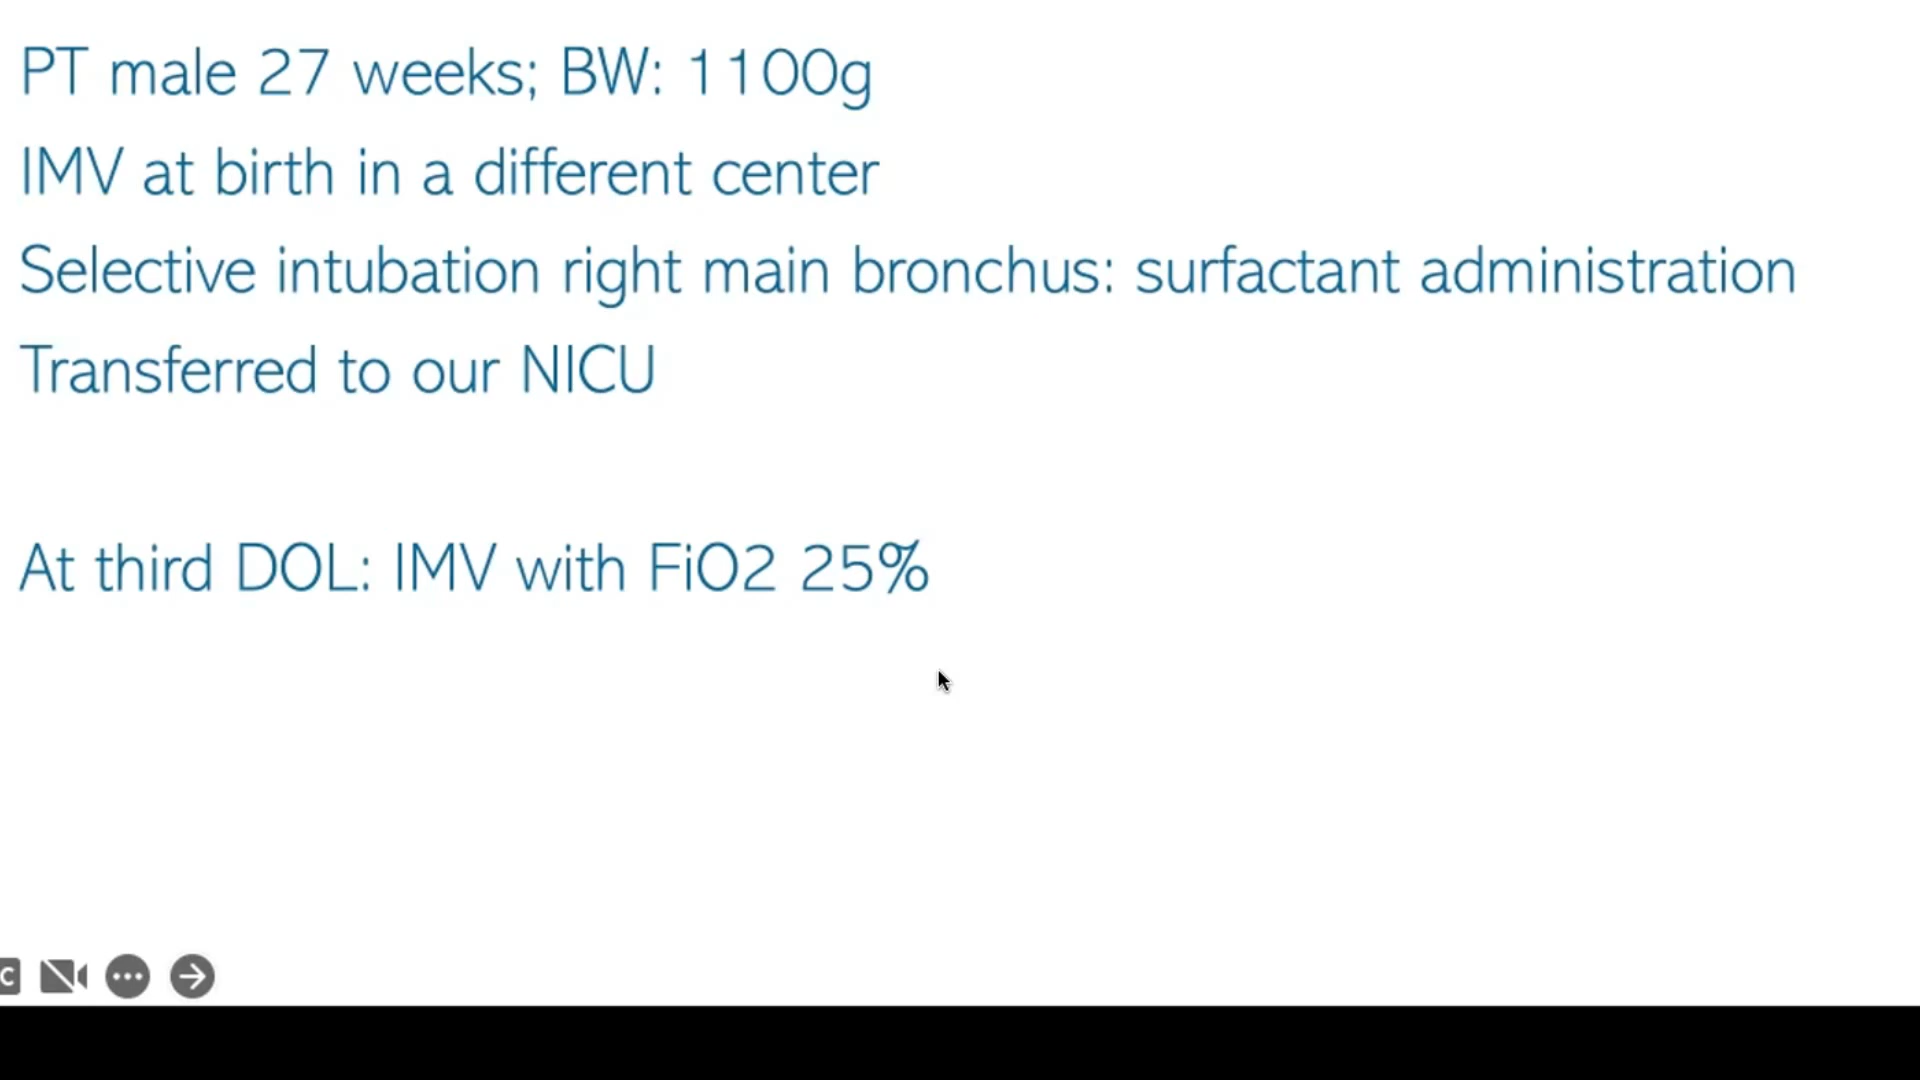 PT male 27 weeks; BW: 1100g
IMV at birth in a different center
Selective intubation right main bronchus: surfactant administration
Transferred to our NICU
At third DOL: IMV with FiO2 25%
C